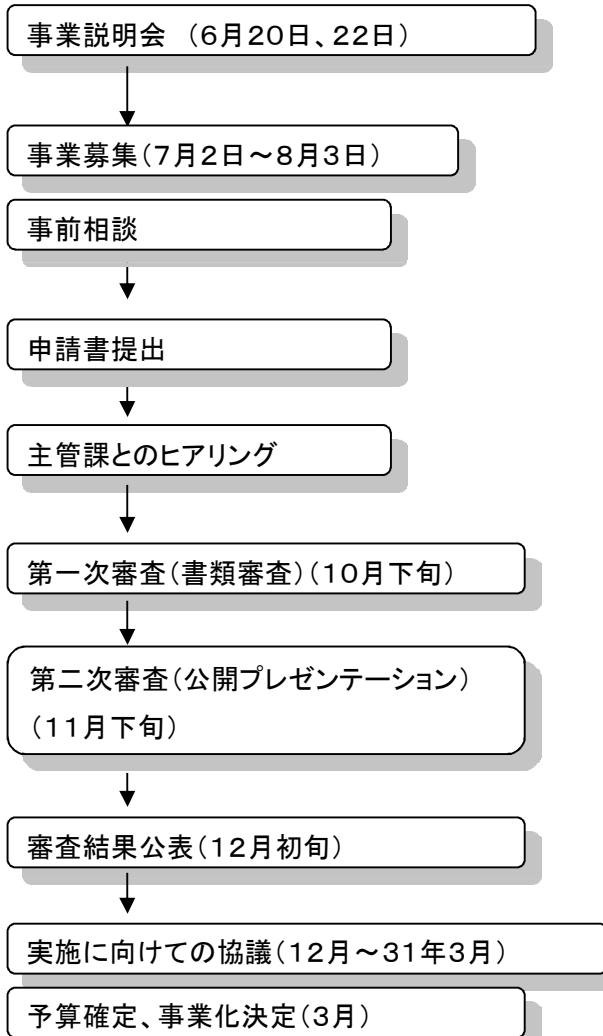 事業説明会 （６月２０日、２２日）
事業募集（７月２日～８月３日）
事前相談
申請書提出
主管課とのヒアリング
第一次審査（書類審査）（１０月下旬）
第二次審査（公開プレゼンテーション）
（１１月下旬）
審査結果公表（１２月初旬）
実施に向けての協議（１２月～３１年３月）
予算確定、事業化決定（３月）